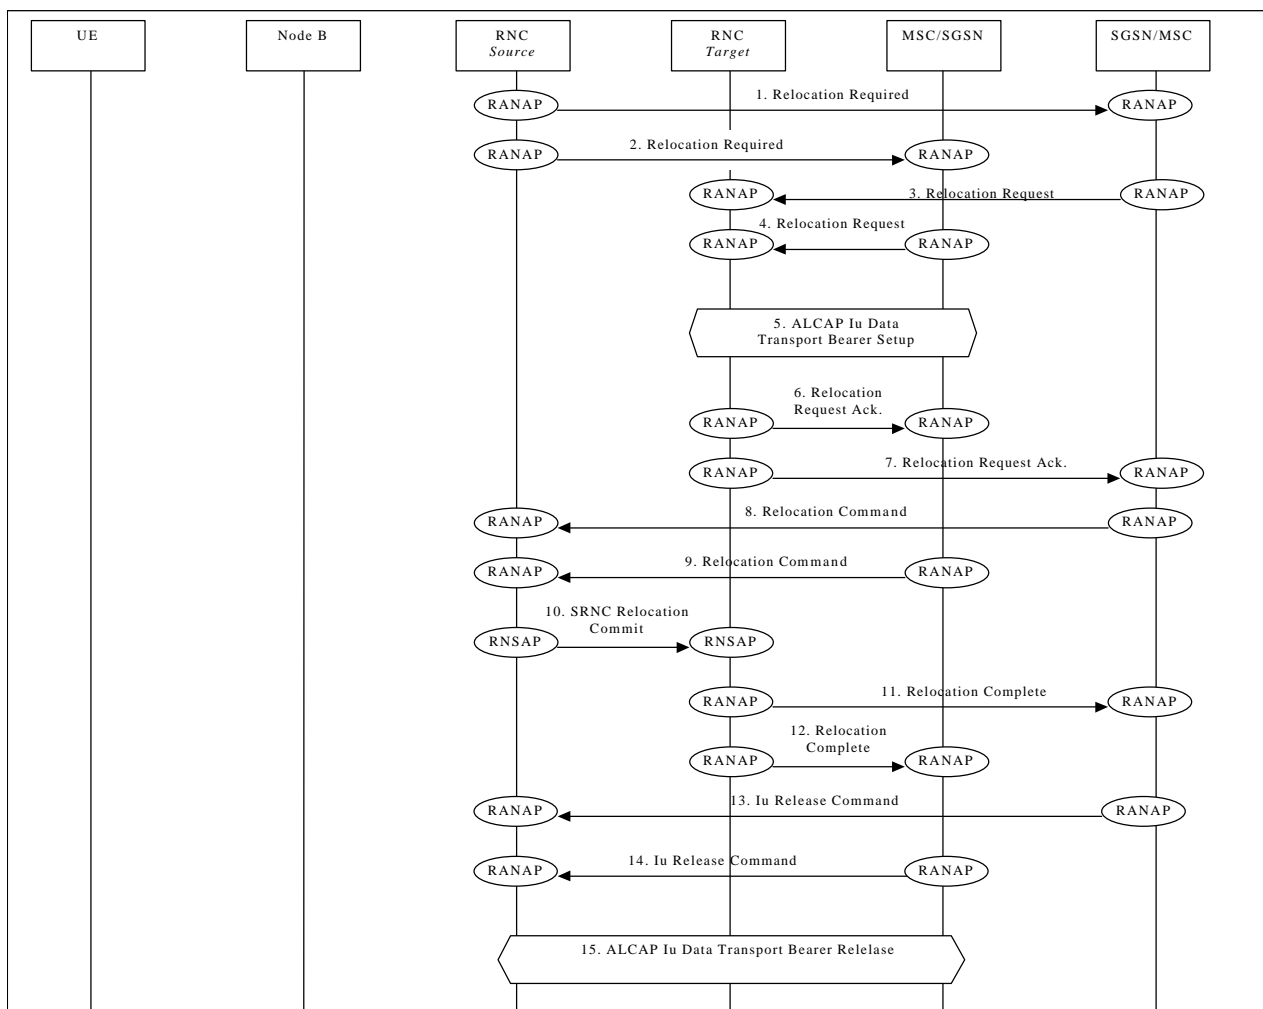 UE
Node B
RNC
Source
RNC
Target
MSC/SGSN
SGSN/MSC
RANAP
1. Relocation Required
RANAP
RANAP
2. Relocation Required
RANAP
RANAP
3. Relocation Request
RANAP
RANAP
4. Relocation Request
RANAP
5. ALCAP Iu Data
Transport Bearer Setup
6. Relocation
Request Ack.
RANAP
RANAP
RANAP
7. Relocation Request Ack.
RANAP
RANAP
8. Relocation Command
RANAP
RANAP
9. Relocation Command
RANAP
10. SRNC Relocation
Commit
RNSAP
RNSAP
RANAP
11. Relocation Complete
RANAP
12. Relocation
Complete
RANAP
RANAP
RANAP
13. Iu Release Command
RANAP
RANAP
14. Iu Release Command
RANAP
15. ALCAP Iu Data Transport Bearer Relelase